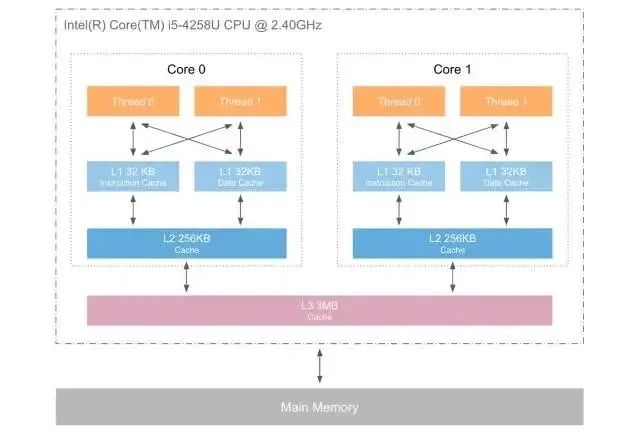 Intel(R) Core(TM) i5-4258U CPU @ 2.40GHz
Core 0
Core 1
Thread 0
Thread 1
Thread 0
Thread 1
L1 32 KB
Instruction Cache
L1 32KB
Data Cache
L1 32 KB
Instruction Cache
L1 32KB
Data Cache
L2 256KB
Cache
L2 256KB
Cache
L3 3MB
Cache
Main Memory